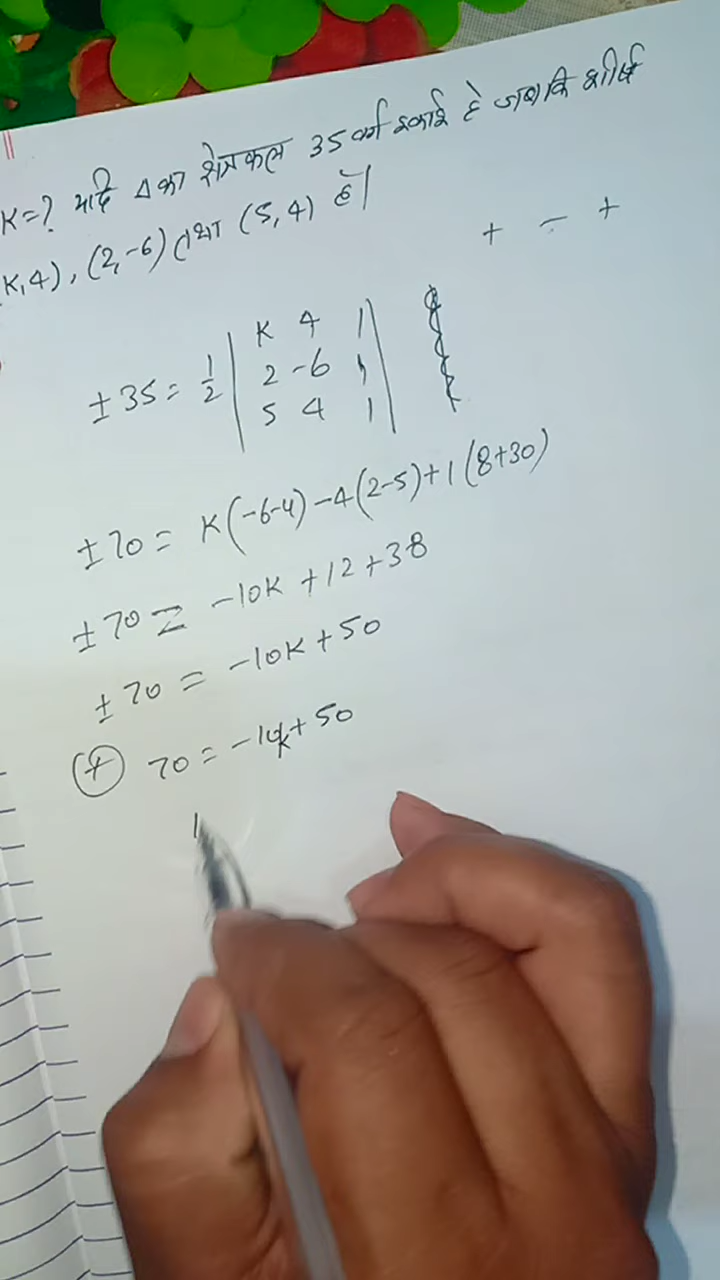 K=? यदि Δ का क्षेत्रफल 35 वर्ग इकाई है जबकि शीर्ष
(K,4), (2,-6) तथा (5,4) हैं।
+ - +
±35 = 1/2 | K 4 1 |
| 2 -6 1 |
| 5 4 1 |
±70 = K(-6-4)-4(2-5)+1(8+30)
±70 = -10K+12+38
±70 = -10K+50
(+) 70 = -10K+50
1